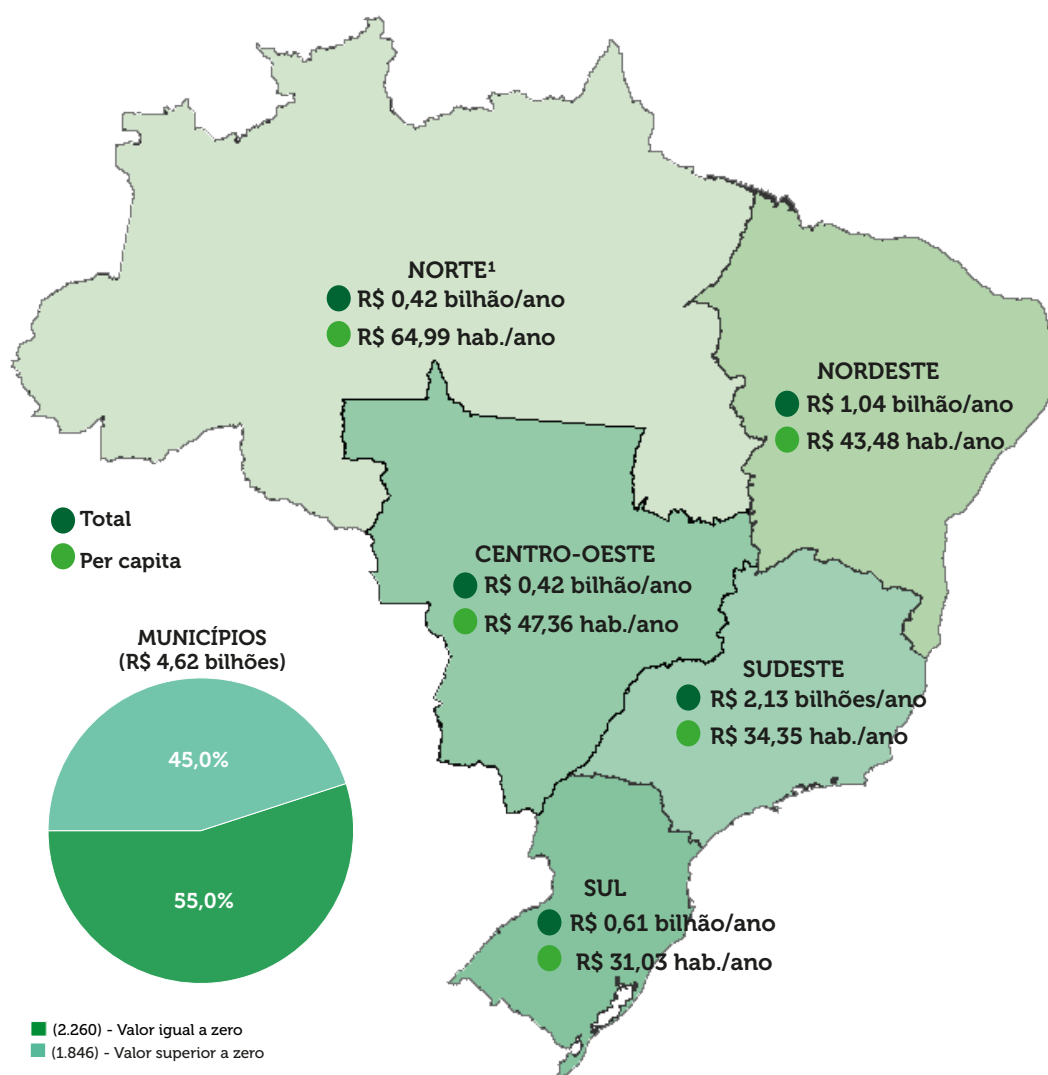 NORTE¹
R$ 0,42 bilhão/ano
R$ 64,99 hab./ano
NORDESTE
R$ 1,04 bilhão/ano
R$ 43,48 hab./ano
Total
Per capita
CENTRO-OESTE
R$ 0,42 bilhão/ano
R$ 47,36 hab./ano
MUNICÍPIOS
(R$ 4,62 bilhões)
45,0%
55,0%
SUDESTE
R$ 2,13 bilhões/ano
R$ 34,35 hab./ano
SUL
R$ 0,61 bilhão/ano
R$ 31,03 hab./ano
(2.260) - Valor igual a zero
(1.846) - Valor superior a zero